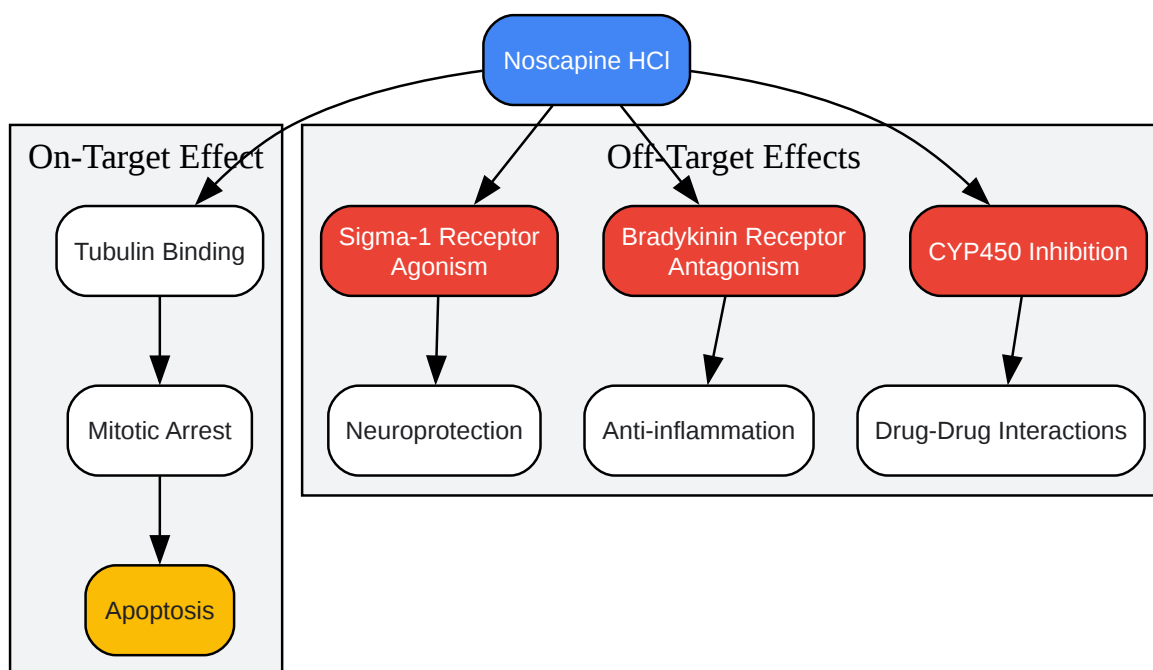 Noscapine HCl
On-Target Effect
Off-Target Effects
Tubulin Binding
Sigma-1 Receptor
Agonism
Bradykinin Receptor
Antagonism
CYP450 Inhibition
Mitotic Arrest
Neuroprotection
Anti-inflammation
Drug-Drug Interactions
Apoptosis